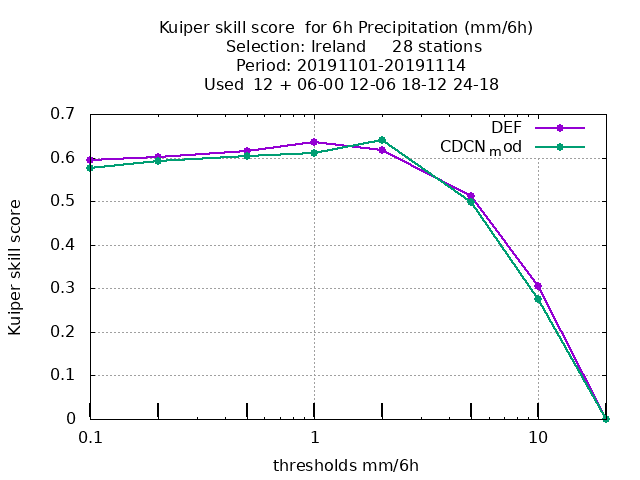 Kuiper skill score  for 6h Precipitation (mm/6h)
Selection: Ireland     28 stations
Period: 20191101-20191114
Used  12 + 06-00 12-06 18-12 24-18
DEF
CDCN_mod
Kuiper skill score
0.7
0.6
0.5
0.4
0.3
0.2
0.1
0
0.1 1 10
thresholds mm/6h